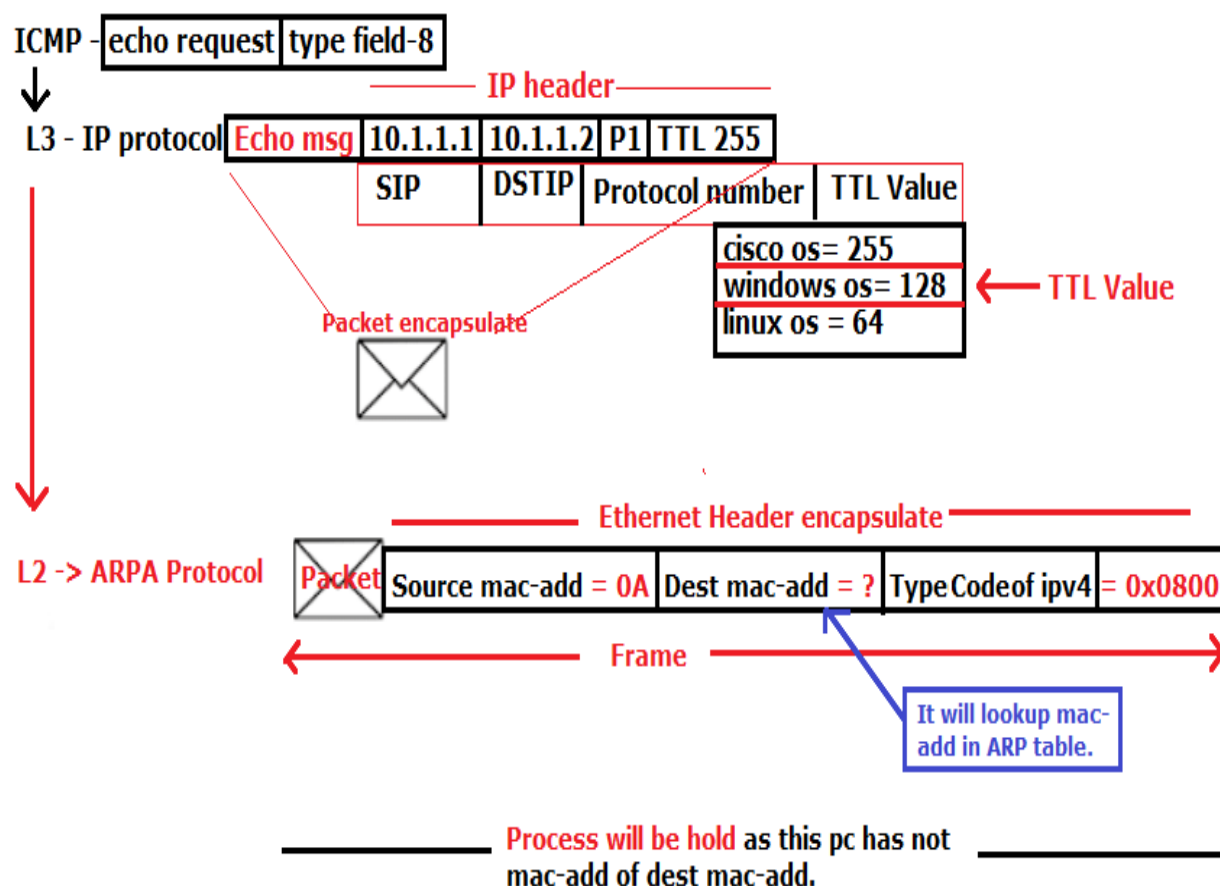 ICMP - echo request type field-8
IP header
L3 - IP protocol Echo msg 10.1.1.1 10.1.1.2 P1 TTL 255
SIP DSTIP Protocol number TTL Value
cisco os= 255
windows os= 128
TTL Value
linux os = 64
Packet encapsulate
Ethernet Header encapsulate
L2 -> ARPA Protocol Packet Source mac-add = 0A Dest mac-add = ? Type Code of ipv4 = 0x0800
Frame
It will lookup mac-
add in ARP table.
Process will be hold as this pc has not
mac-add of dest mac-add.